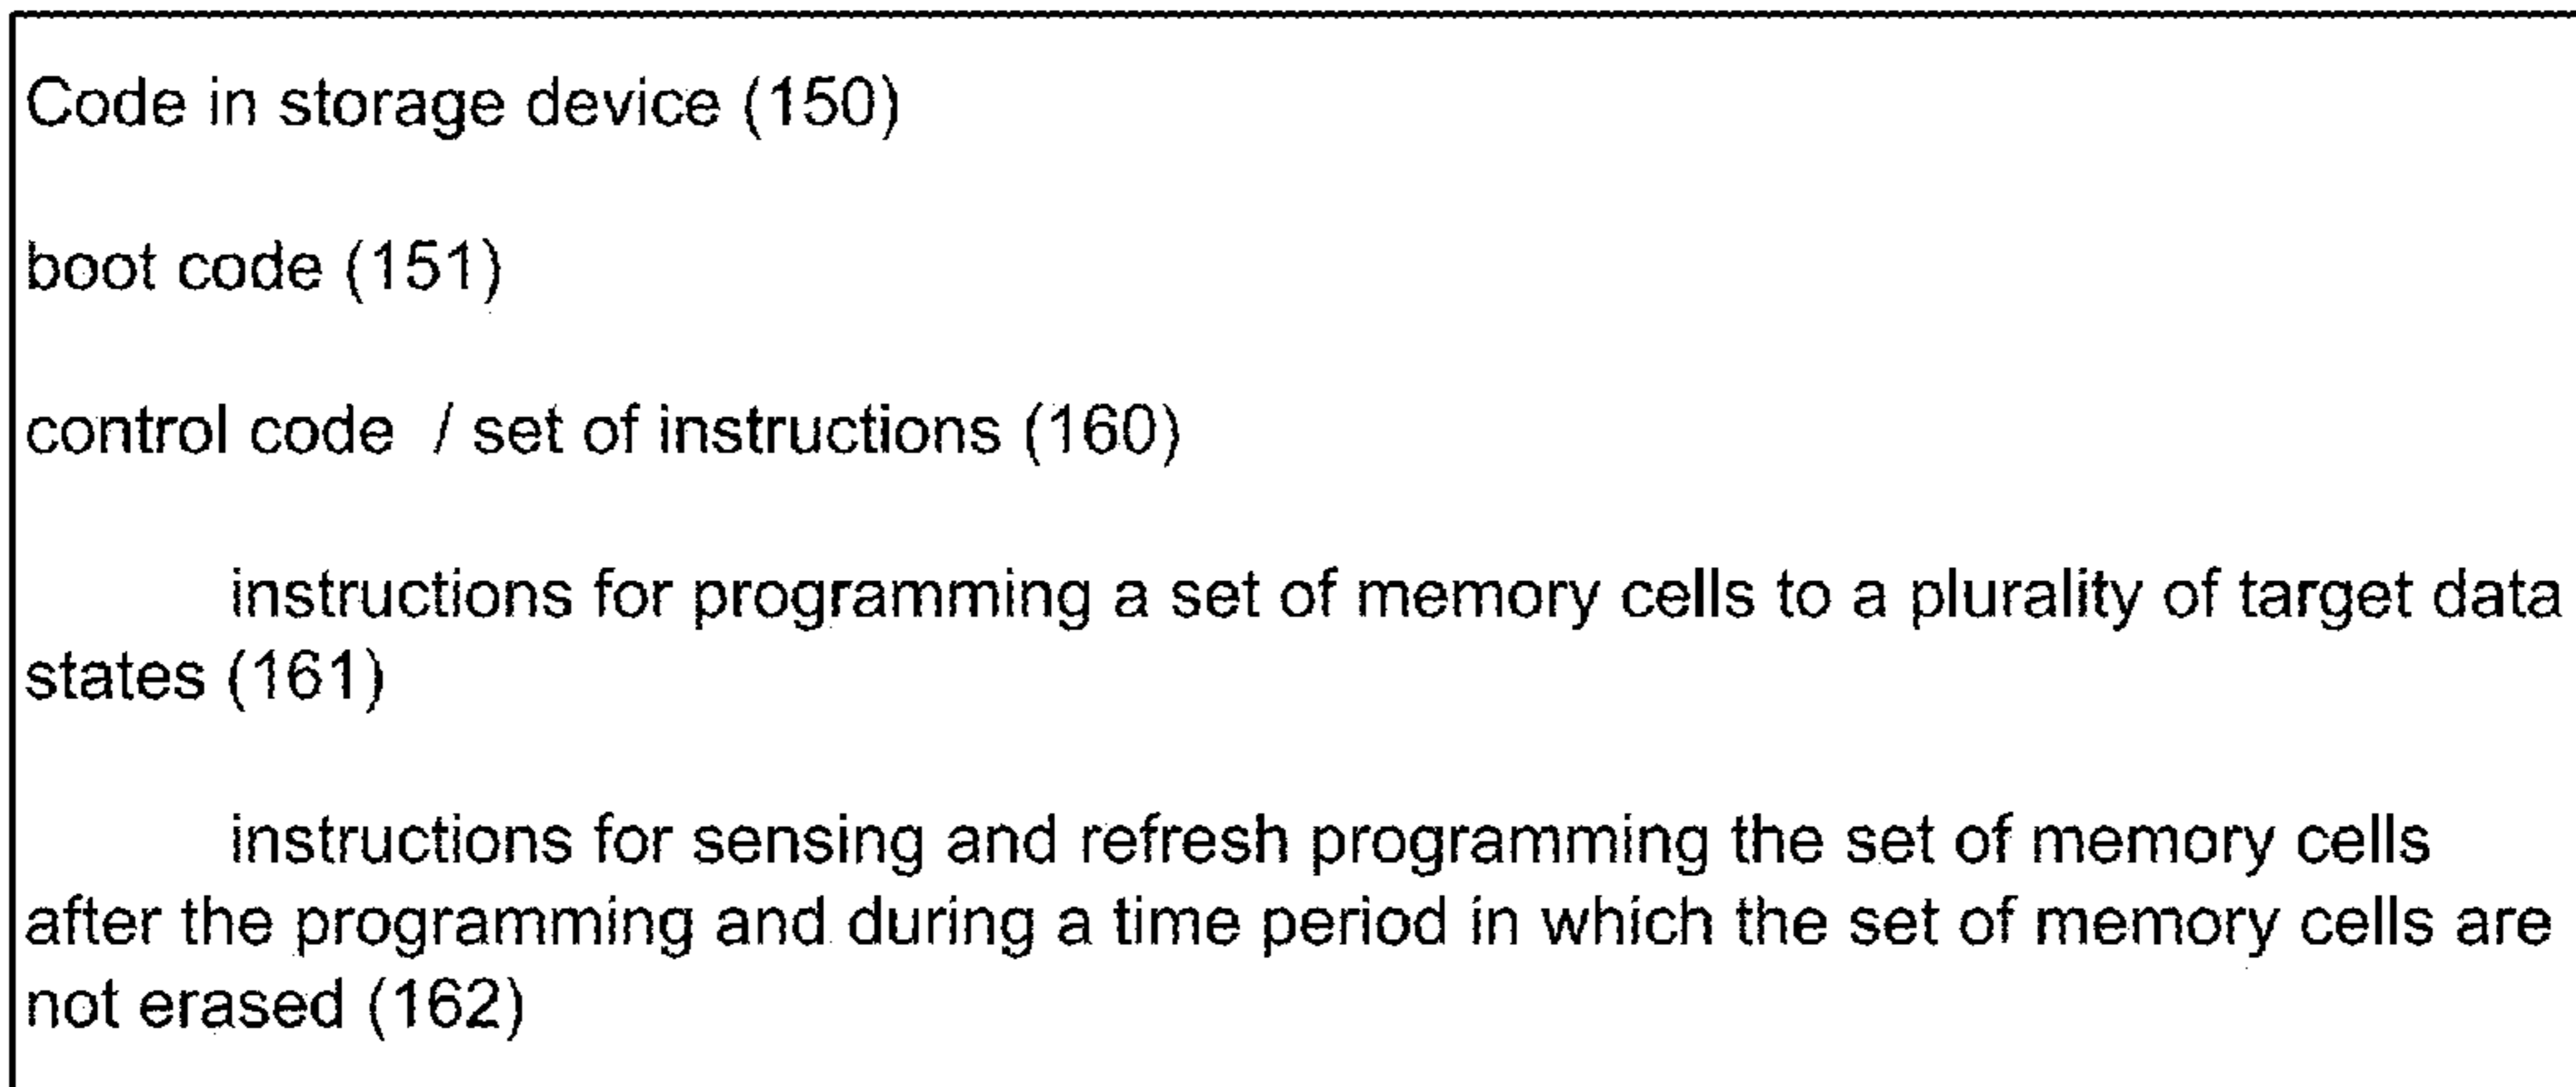 Code in storage device (150)
boot code (151)
control code / set of instructions (160)
instructions for programming a set of memory cells to a plurality of target data
states (161)
instructions for sensing and refresh programming the set of memory cells
after the programming and during a time period in which the set of memory cells are
not erased (162)